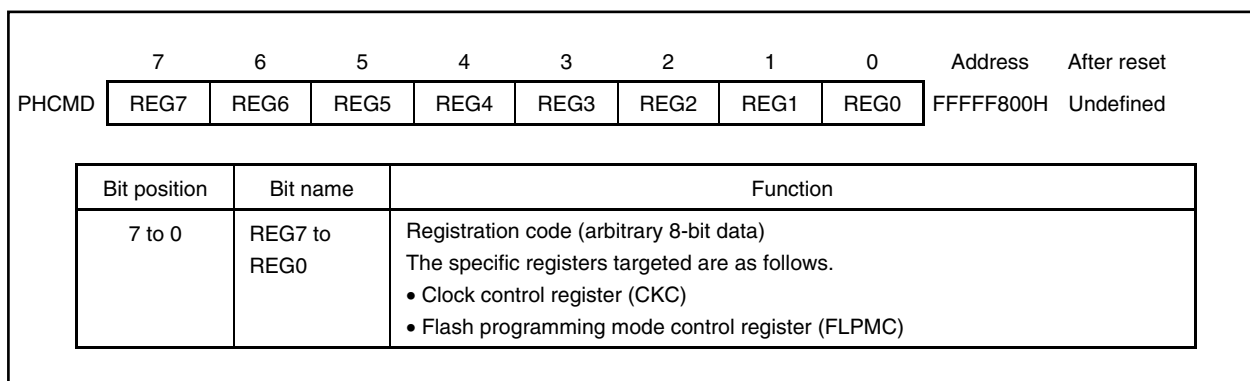 7 6 5 4 3 2 1 0 Address After reset
PHCMD REG7 REG6 REG5 REG4 REG3 REG2 REG1 REG0 FFFFF800H Undefined
Bit position Bit name Function
7 to 0 REG7 to Registration code (arbitrary 8-bit data)
REG0 The specific registers targeted are as follows.
• Clock control register (CKC)
• Flash programming mode control register (FLPMC)